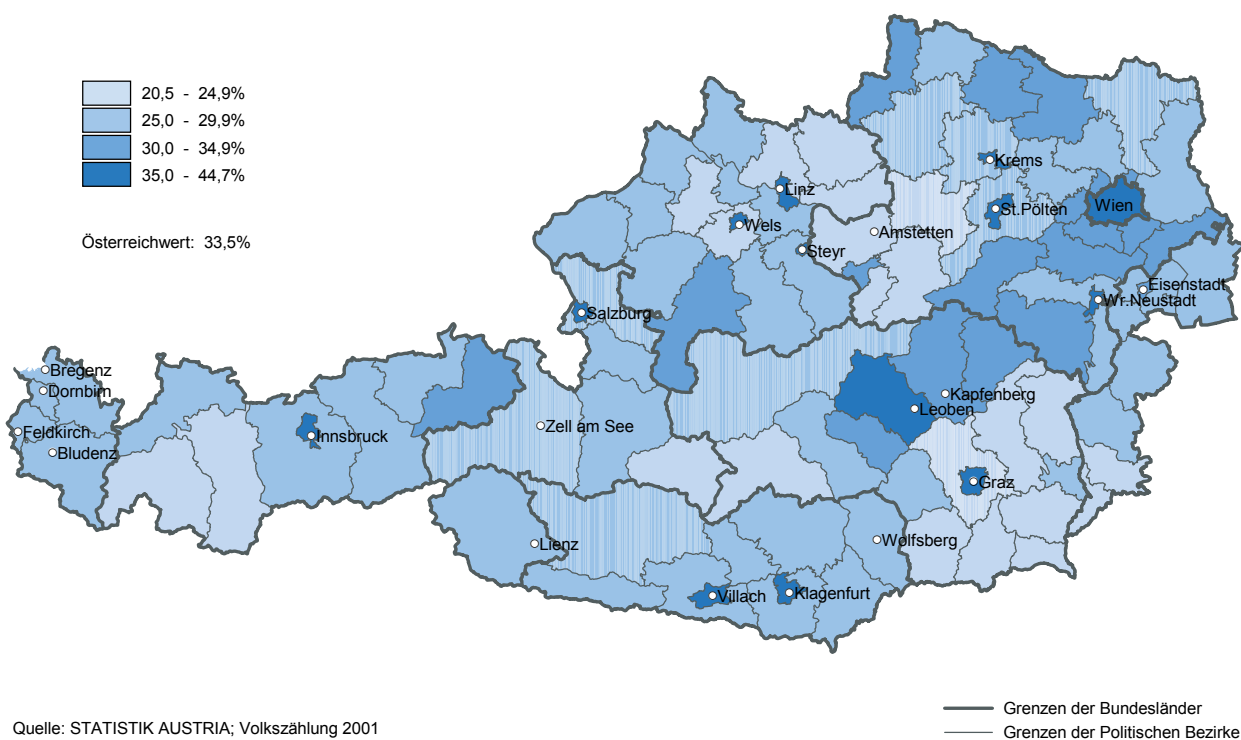 20,5 - 24,9%
25,0 - 29,9%
30,0 - 34,9%
35,0 - 44,7%
Österreichwert: 33,5%
Krems
Linz
Wien
St.Pölten
Wels
Amstetten
Steyr
Eisenstadt
Wr.Neustadt
Salzburg
Bregenz
Dornbirn
Kapfenberg
Leoben
Feldkirch
Innsbruck
Zell am See
Bludenz
Graz
Lienz
Wolfsberg
Villach
Klagenfurt
Grenzen der Bundesländer
Quelle: STATISTIK AUSTRIA; Volkszählung 2001
Grenzen der Politischen Bezirke